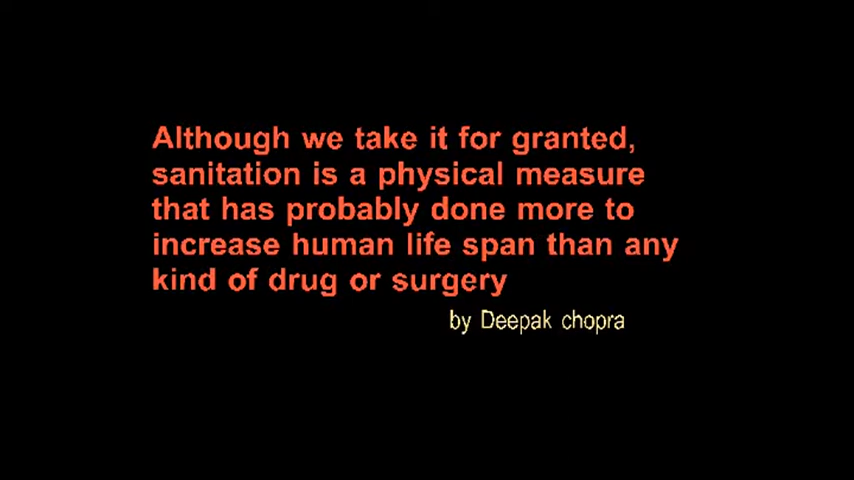 Although we take it for granted,
sanitation is a physical measure
that has probably done more to
increase human life span than any
kind of drug or surgery
by Deepak chopra